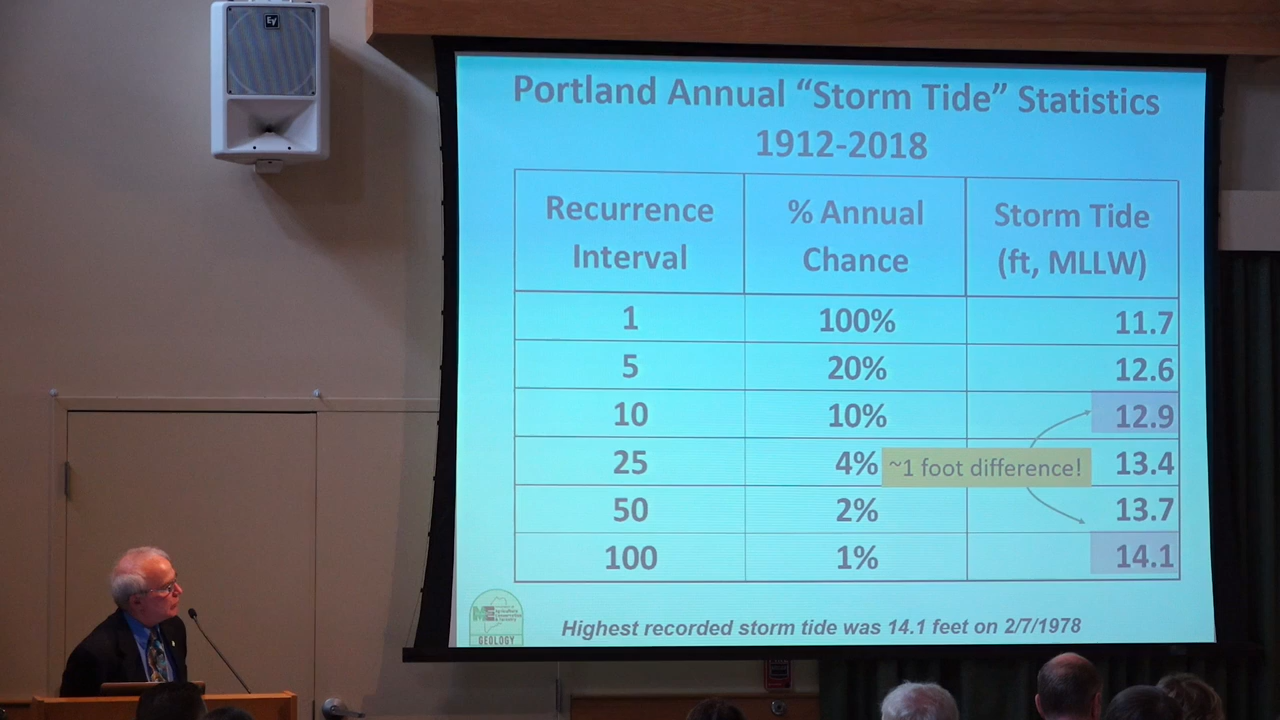 EV
Portland Annual “Storm Tide” Statistics
1912-2018
Recurrence Interval
% Annual Chance
Storm Tide (ft, MLLW)
1 100% 11.7
5 20% 12.6
10 10% 12.9
25 4% ~1 foot difference! 13.4
50 2% 13.7
100 1% 14.1
ME
GEOLOGY
Highest recorded storm tide was 14.1 feet on 2/7/1978